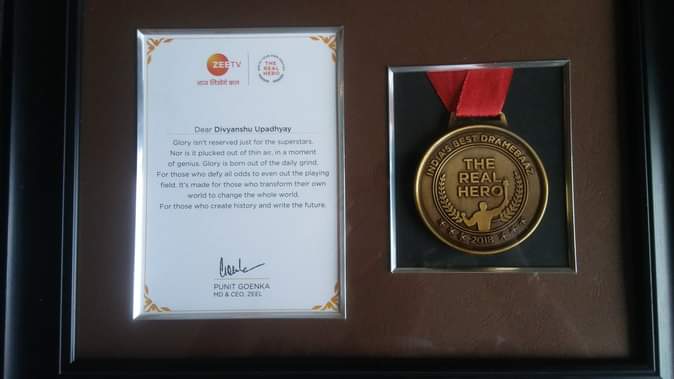 ZEETV
THE
REAL
HERO
Dear Divyanshu Upadhyay
Glory isn't reserved just for the superstars.
Nor is it plucked out of thin air, in a moment
of genius. Glory is born out of the daily grind.
For those who defy all odds to even out the playing
field. It's made for those who transform their own
world to change the whole world.
For those who create history and write the future.
PUNIT GOENKA
MD & CEO, ZEEL
INDIA'S BEST DRAMEBAAZ
THE
REAL
HERO
2018